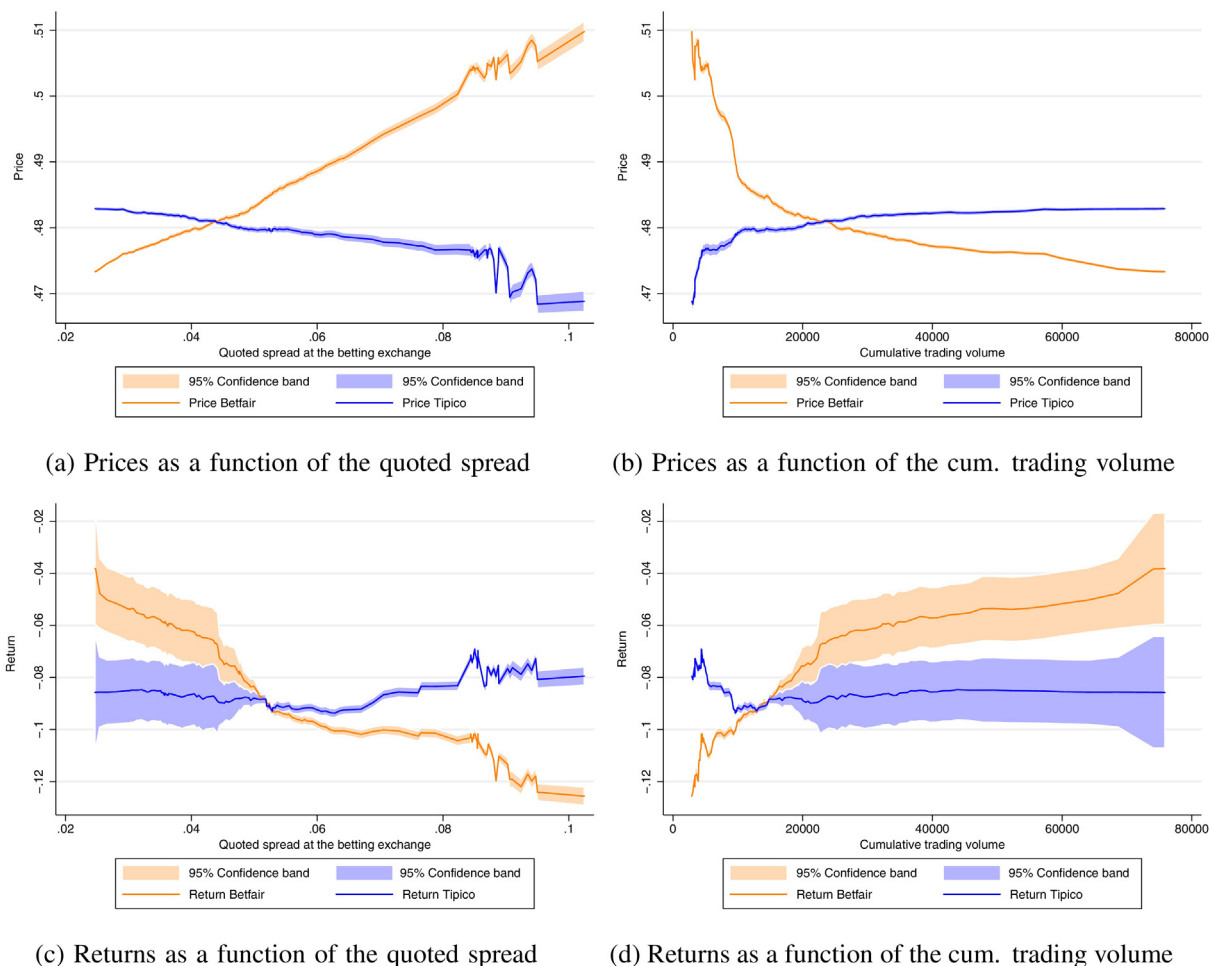 .51
.5
.49
.48
.47
Price
.02 .04 .06 .08 .1
Quoted spread at the betting exchange
95% Confidence band 95% Confidence band
Price Betfair Price Tipico
(a) Prices as a function of the quoted spread
.51
.5
.49
.48
.47
Price
0 20000 40000 60000 80000
Cumulative trading volume
95% Confidence band 95% Confidence band
Price Betfair Price Tipico
(b) Prices as a function of the cum. trading volume
-.02
-.04
-.06
-.08
-.1
-.12
Return
.02 .04 .06 .08 .1
Quoted spread at the betting exchange
95% Confidence band 95% Confidence band
Return Betfair Return Tipico
(c) Returns as a function of the quoted spread
-.02
-.04
-.06
-.08
-.1
-.12
Return
0 20000 40000 60000 80000
Cumulative trading volume
95% Confidence band 95% Confidence band
Return Betfair Return Tipico
(d) Returns as a function of the cum. trading volume